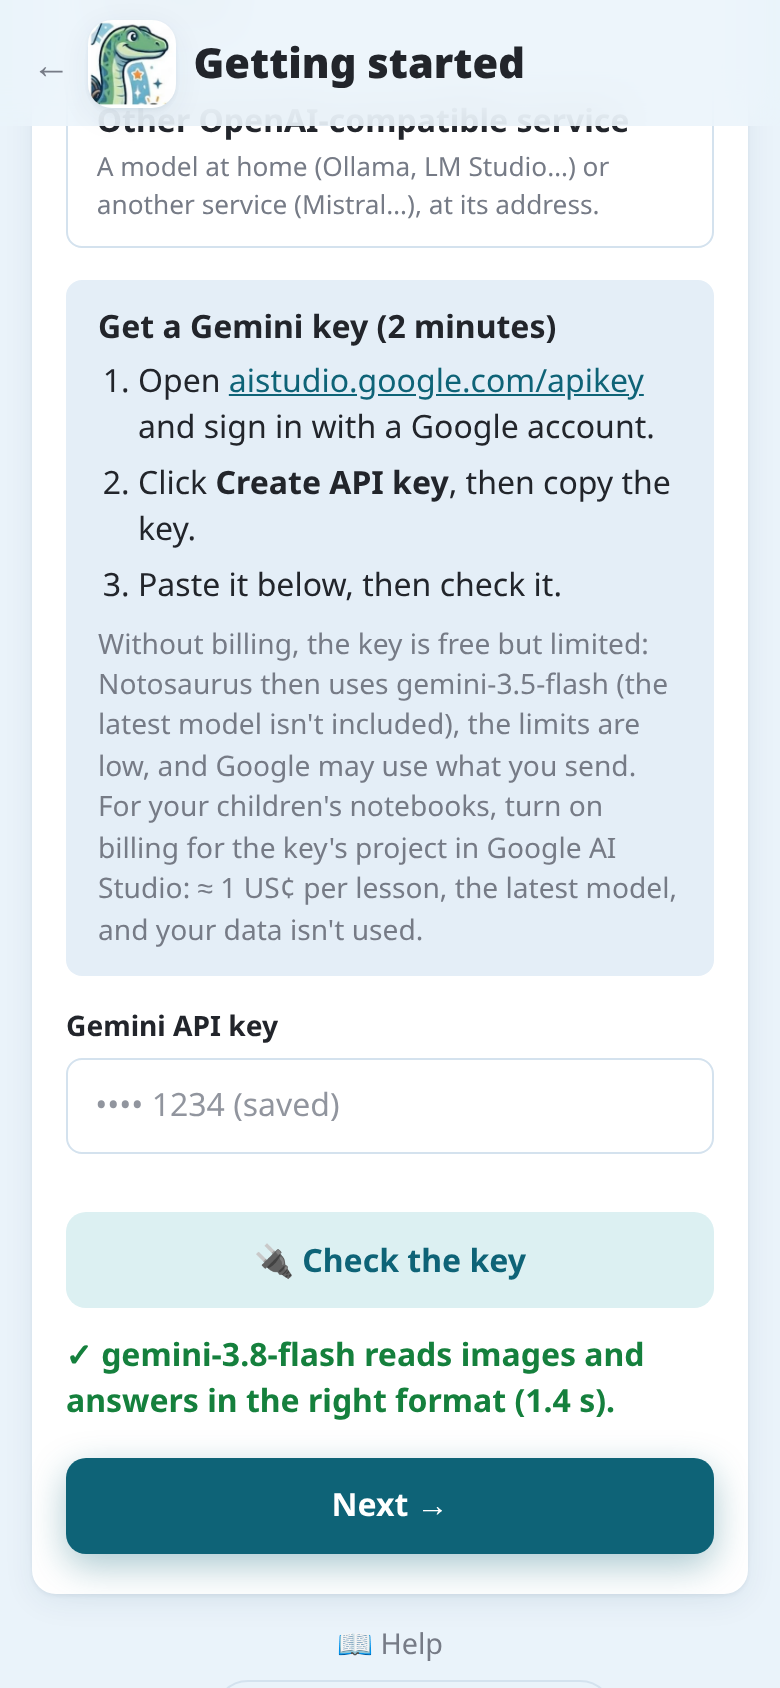 ← Getting started
Other OpenAI-compatible service
A model at home (Ollama, LM Studio…) or
another service (Mistral…), at its address.
Get a Gemini key (2 minutes)
1. Open aistudio.google.com/apikey
and sign in with a Google account.
2. Click Create API key, then copy the
key.
3. Paste it below, then check it.
Without billing, the key is free but limited:
Notosaurus then uses gemini-3.5-flash (the
latest model isn't included), the limits are
low, and Google may use what you send.
For your children's notebooks, turn on
billing for the key's project in Google AI
Studio: ≈ 1 US¢ per lesson, the latest model,
and your data isn't used.
Gemini API key
•••• 1234 (saved)
🔌 Check the key
✓ gemini-3.8-flash reads images and
answers in the right format (1.4 s).
Next →
📖 Help